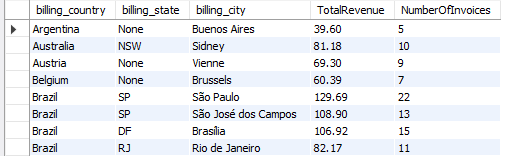 billing_country billing_state billing_city TotalRevenue NumberOfInvoices
Argentina None Buenos Aires 39.60 5
Australia NSW Sidney 81.18 10
Austria None Vienne 69.30 9
Belgium None Brussels 60.39 7
Brazil SP São Paulo 129.69 22
Brazil SP São José dos Campos 108.90 13
Brazil DF Brasília 106.92 15
Brazil RJ Rio de Janeiro 82.17 11